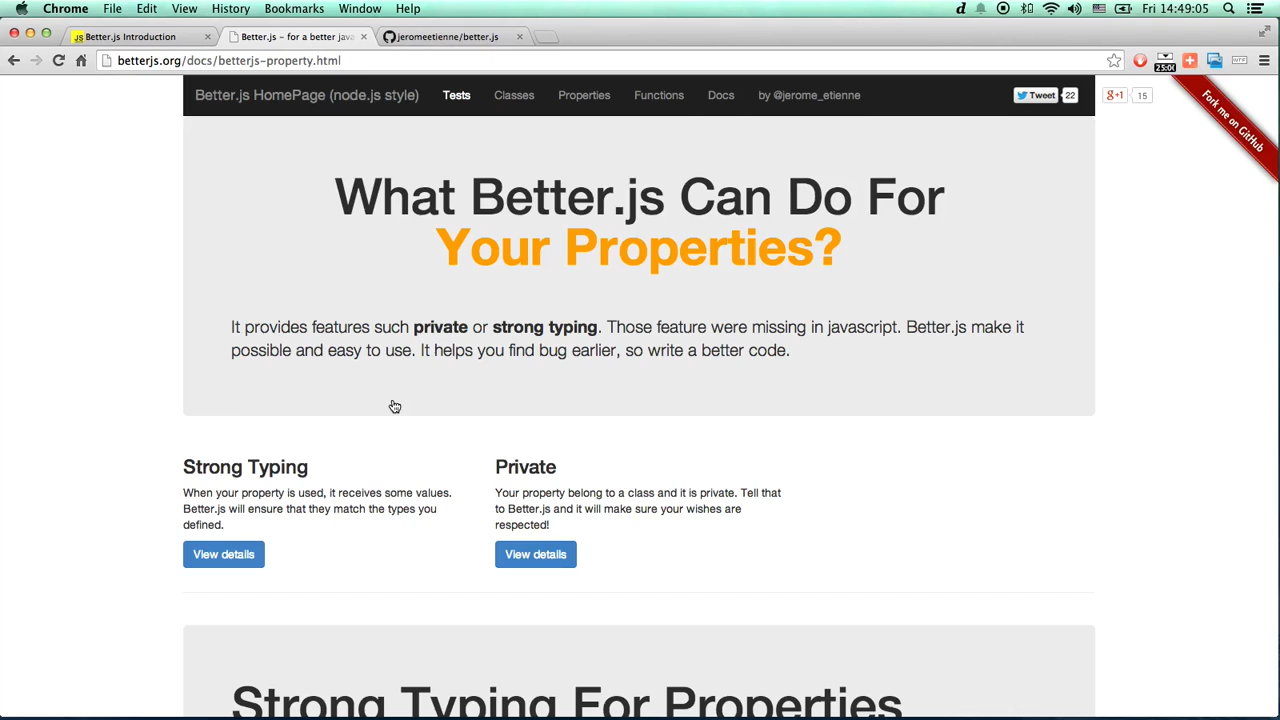 Chrome File Edit View History Bookmarks Window Help Fri 14:49:05
Better.js Introduction
Better.js – for a better java
jeromeetienne/better.js
betterjs.org/docs/betterjs-property.html
25:00
Better.js HomePage (node.js style) Tests Classes Properties Functions Docs by @jerome_etienne Tweet 22 g+1 15
Fork me on GitHub
What Better.js Can Do For
Your Properties?
It provides features such private or strong typing. Those feature were missing in javascript. Better.js make it
possible and easy to use. It helps you find bug earlier, so write a better code.
Strong Typing
When your property is used, it receives some values.
Better.js will ensure that they match the types you
defined.
View details
Private
Your property belong to a class and it is private. Tell that
to Better.js and it will make sure your wishes are
respected!
View details
Strong Typing For Properties